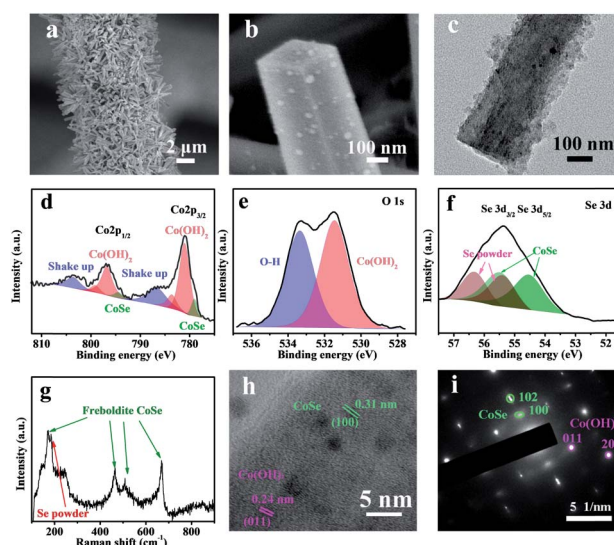 a
2 μm
b
100 nm
c
100 nm
d
Co2p3/2
Co2p1/2
Co(OH)2
Co(OH)2
Shake up
Shake up
CoSe
CoSe
Intensity (a.u.)
810 800 790 780
Binding energy (eV)
e
O 1s
O-H
Co(OH)2
Intensity (a.u.)
536 534 532 530 528
Binding energy (eV)
f
Se 3d3/2 Se 3d5/2
Se 3d
Se powder
CoSe
Intensity (a.u.)
57 56 55 54 53 52
Binding energy (eV)
g
Freboldite CoSe
Se powder
Intensity (a.u.)
200 400 600 800
Raman shift (cm-1)
h
CoSe
0.31 nm
(100)
Co(OH)
0.24 nm
(011)
5 nm
i
102
CoSe
100
Co(OH)
011
20
5 1/nm